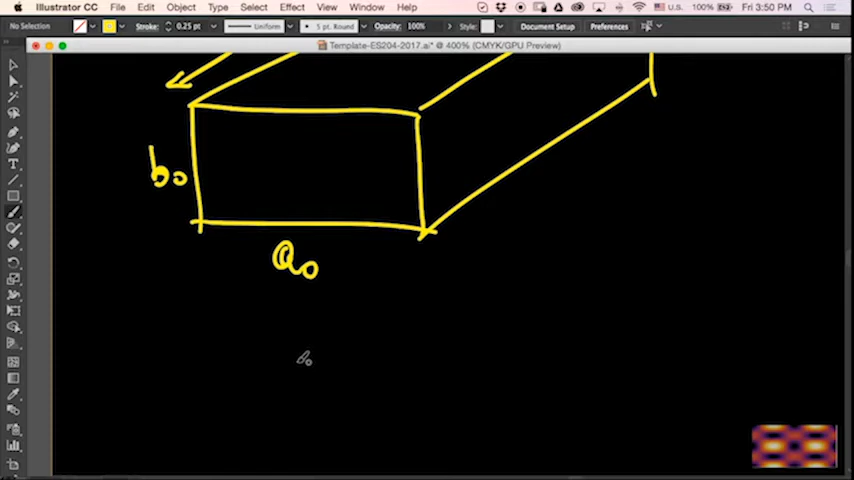 Illustrator CC File Edit Object Type Select Effect View Window Help U.S. 100% Fri 3:50 PM
No Selection Stroke: 0.25 pt Uniform 5 pt. Round Opacity: 100% Style: Document Setup Preferences
Template-ES204-2017.ai* @ 400% (CMYK/GPU Preview)
b₀
a₀